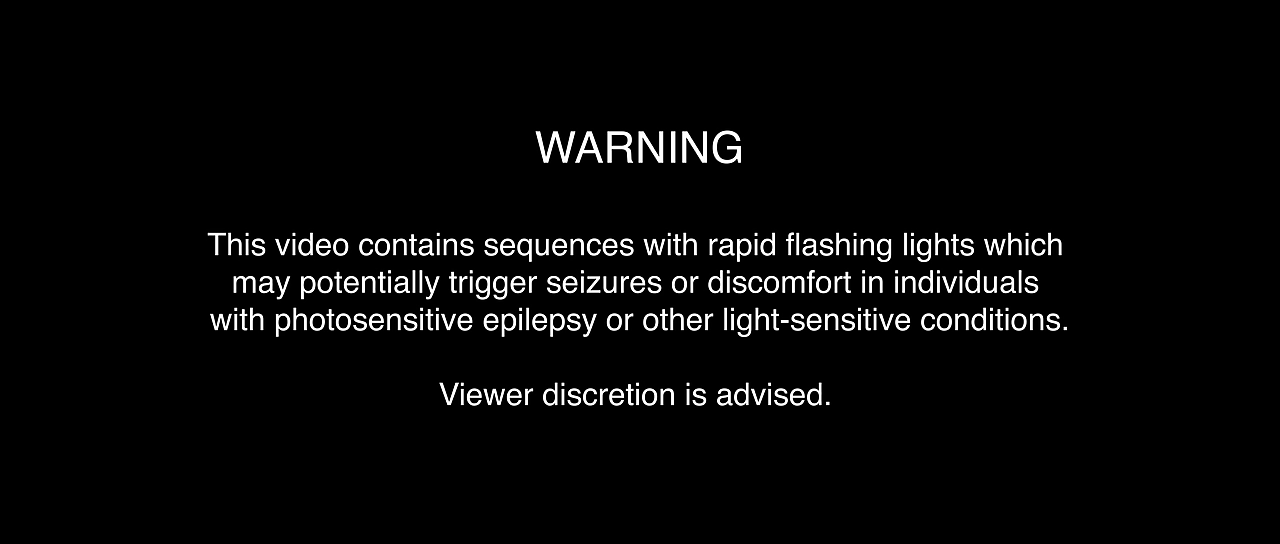 WARNING
This video contains sequences with rapid flashing lights which
may potentially trigger seizures or discomfort in individuals
with photosensitive epilepsy or other light-sensitive conditions.
Viewer discretion is advised.